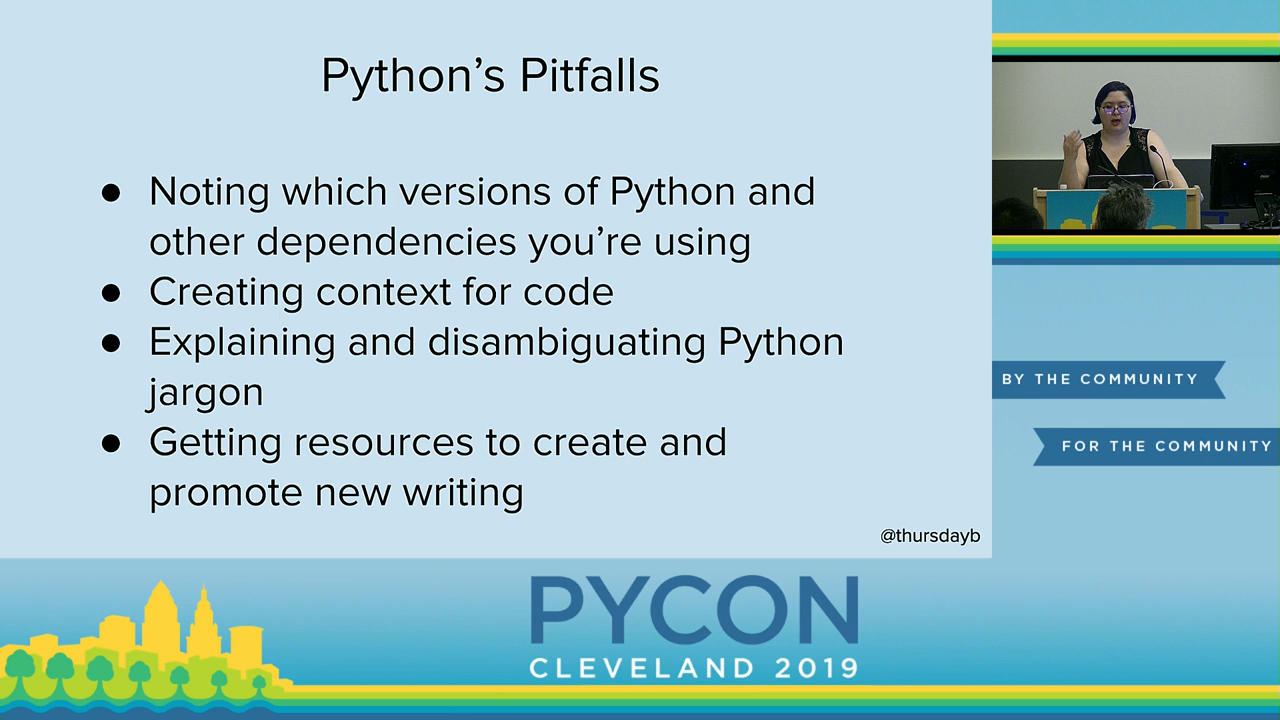 Python’s Pitfalls
● Noting which versions of Python and
other dependencies you’re using
● Creating context for code
● Explaining and disambiguating Python
jargon
● Getting resources to create and
promote new writing
@thursdayb
BY THE COMMUNITY
FOR THE COMMUNITY
PYCON
CLEVELAND 2019